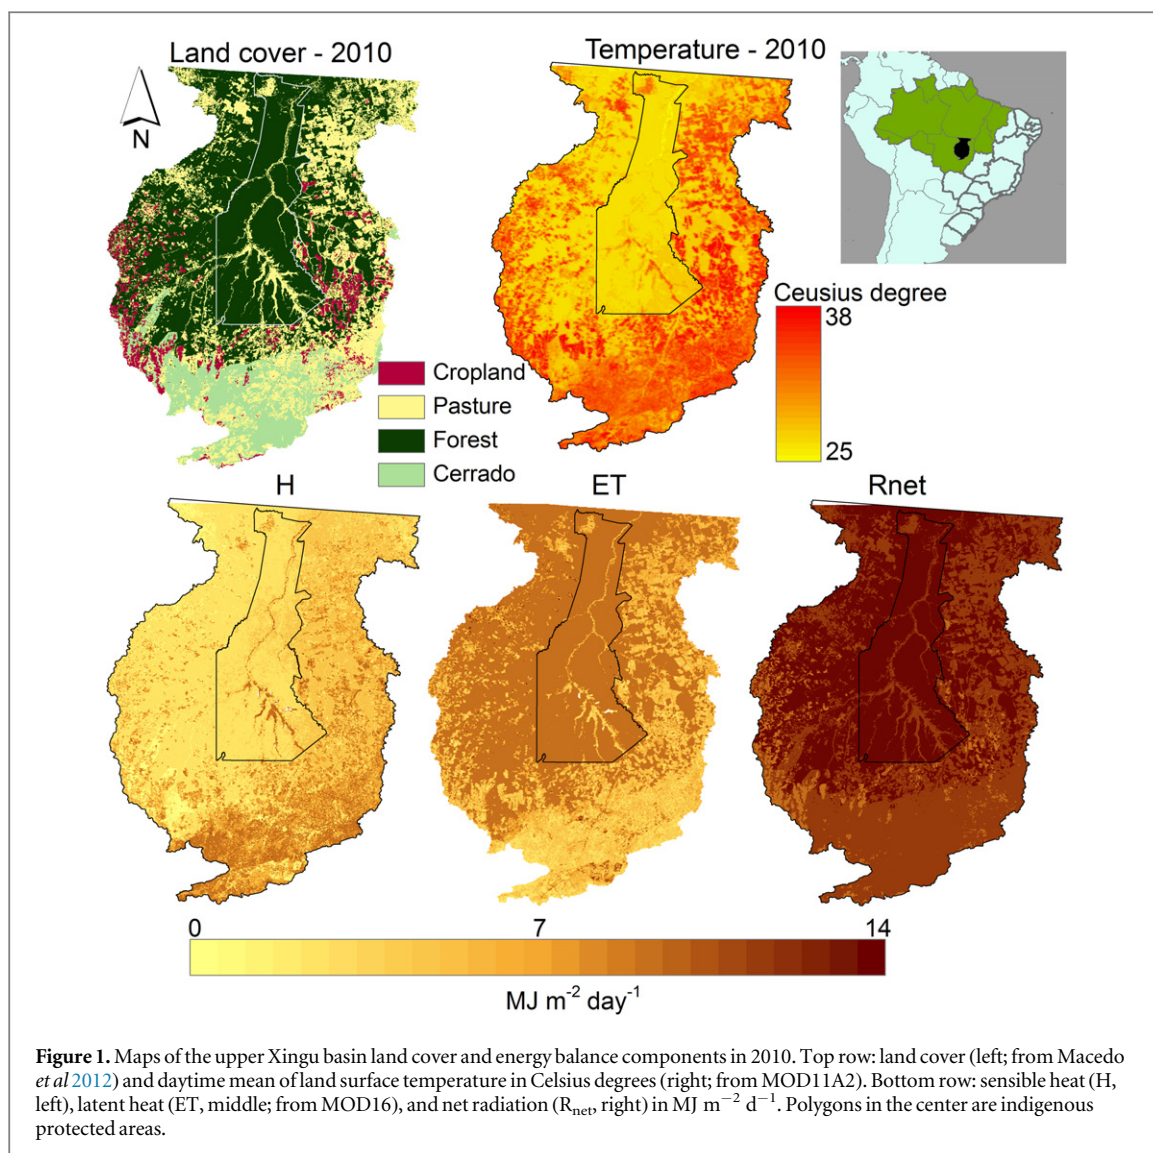 Land cover - 2010
Temperature - 2010
N
Ceusius degree
38
25
Cropland
Pasture
Forest
Cerrado
H
ET
Rnet
0
7
14
MJ m⁻² day⁻¹
Figure 1. Maps of the upper Xingu basin land cover and energy balance components in 2010. Top row: land cover (left; from Macedo
et al 2012) and daytime mean of land surface temperature in Celsius degrees (right; from MOD11A2). Bottom row: sensible heat (H,
left), latent heat (ET, middle; from MOD16), and net radiation (Rnet, right) in MJ m⁻² d⁻¹. Polygons in the center are indigenous
protected areas.